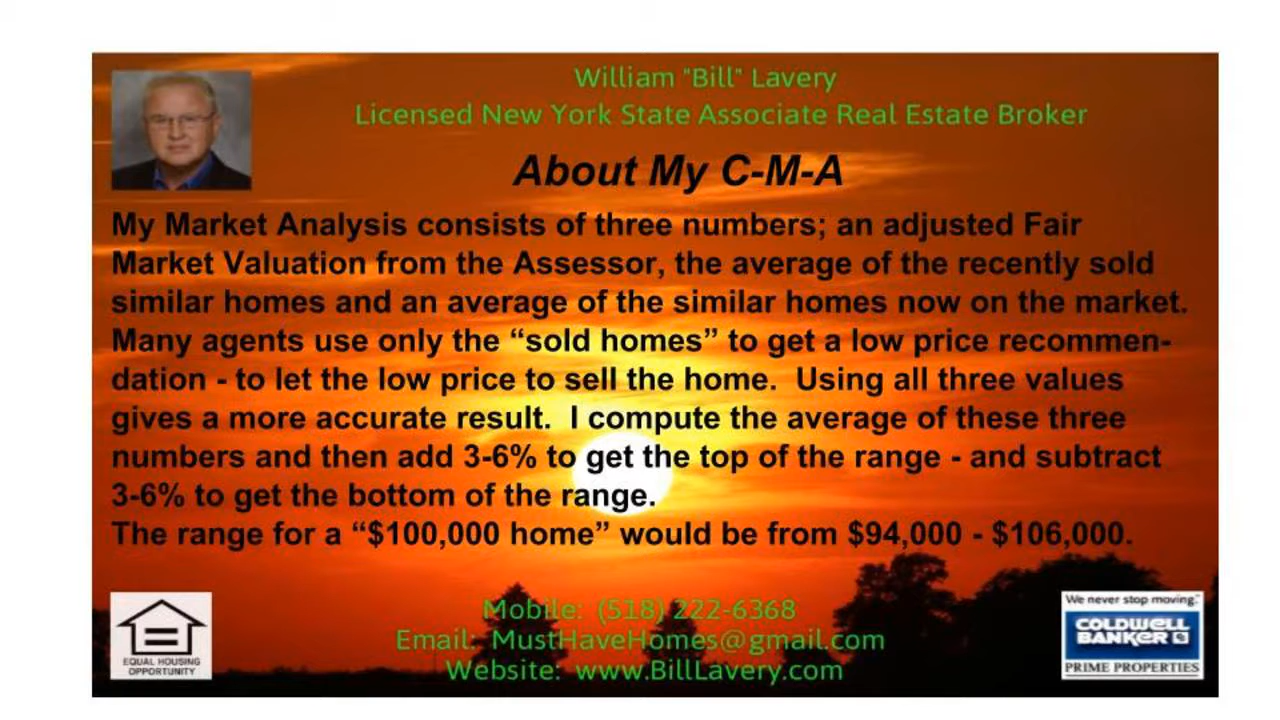 William "Bill" Lavery
Licensed New York State Associate Real Estate Broker
About My C-M-A
My Market Analysis consists of three numbers; an adjusted Fair
Market Valuation from the Assessor, the average of the recently sold
similar homes and an average of the similar homes now on the market.
Many agents use only the “sold homes” to get a low price recommen-
dation - to let the low price to sell the home.  Using all three values
gives a more accurate result.  I compute the average of these three
numbers and then add 3-6% to get the top of the range - and subtract
3-6% to get the bottom of the range.
The range for a “$100,000 home” would be from $94,000 - $106,000.
Mobile:  (518) 222-6368
Email:  MustHaveHomes@gmail.com
Website:  www.BillLavery.com
EQUAL HOUSING
OPPORTUNITY
We never stop moving.™
COLDWELL
BANKER
PRIME PROPERTIES